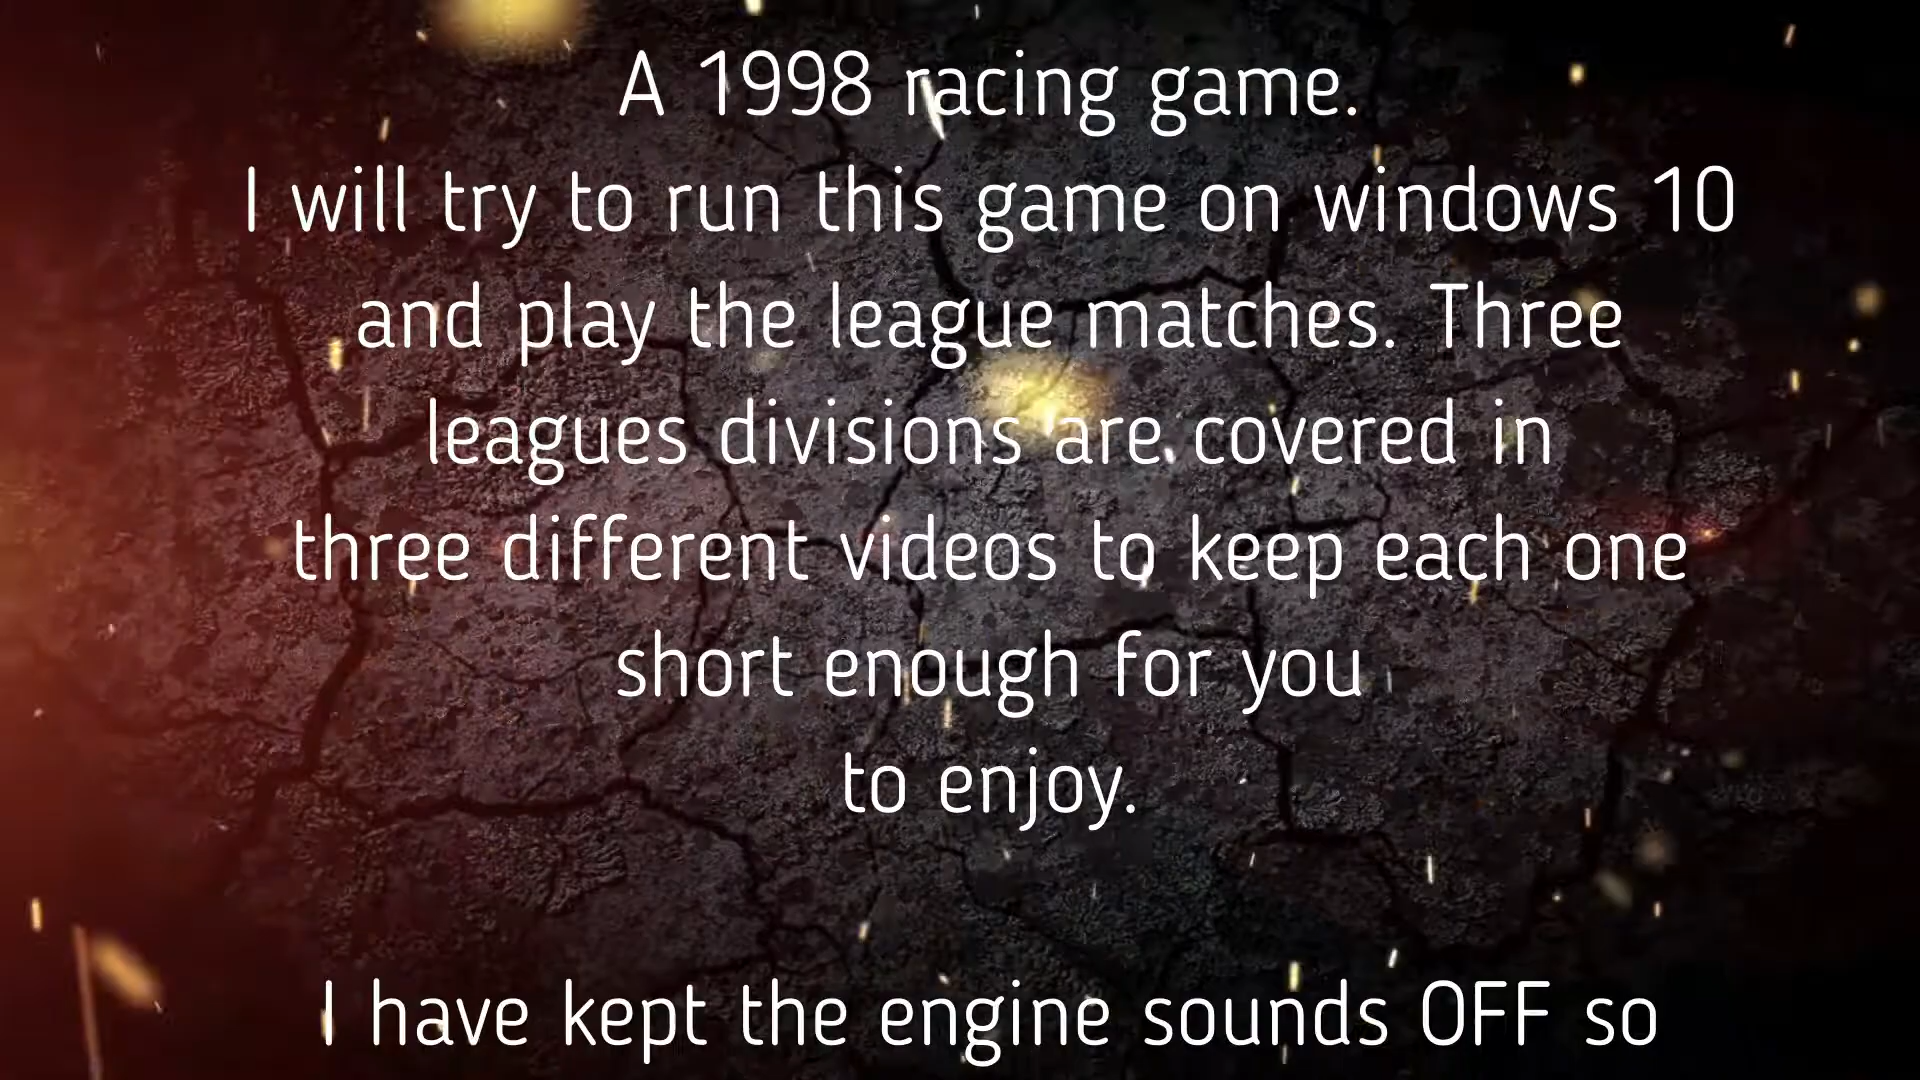 A 1998 racing game.
I will try to run this game on windows 10
and play the league matches. Three
leagues divisions are covered in
three different videos to keep each one
short enough for you
to enjoy.
I have kept the engine sounds OFF so